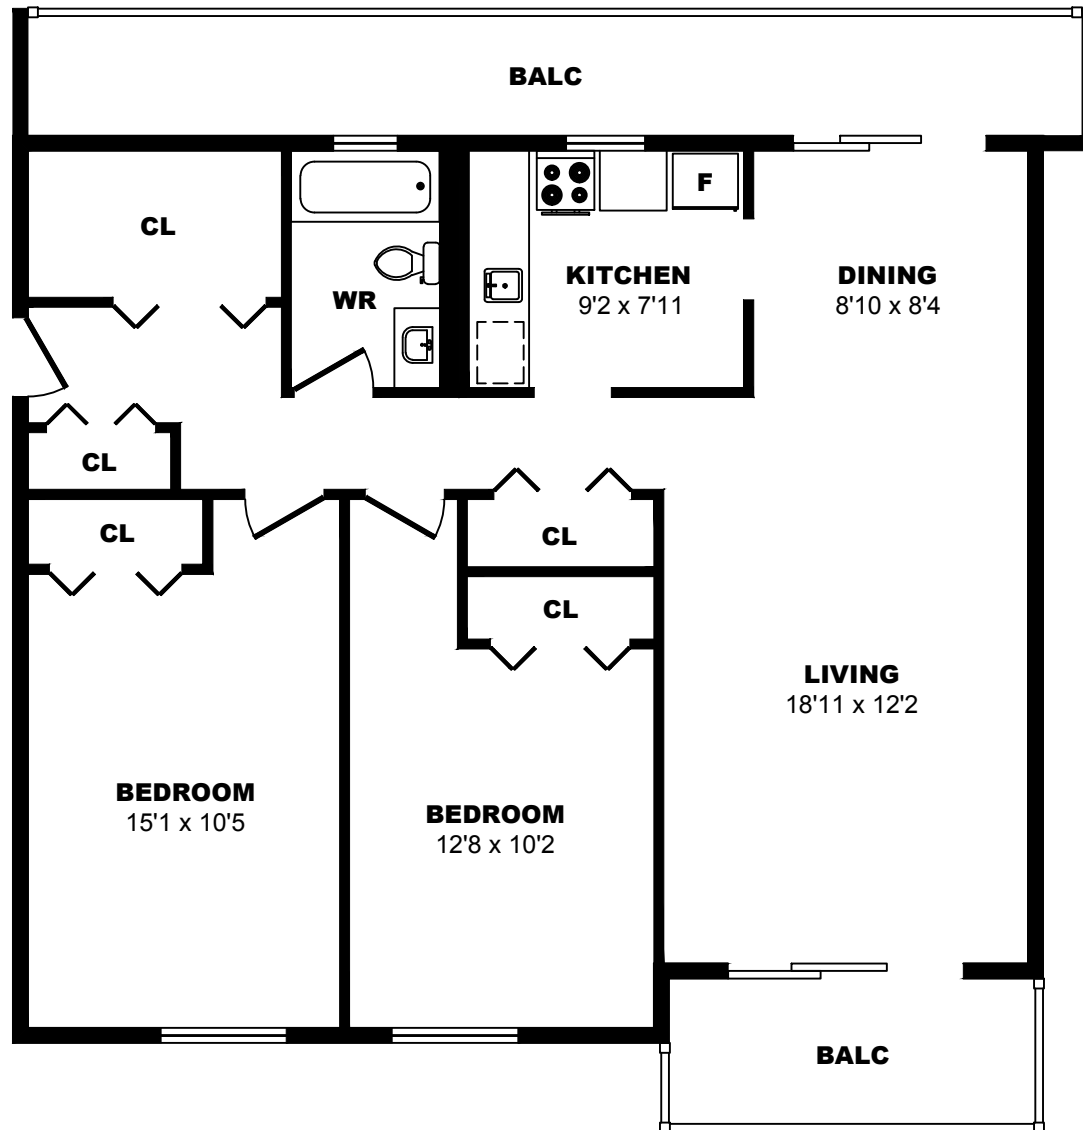 BALC
CL
WR
F
KITCHEN
9'2 x 7'11
DINING
8'10 x 8'4
CL
CL
CL
CL
LIVING
18'11 x 12'2
BEDROOM
15'1 x 10'5
BEDROOM
12'8 x 10'2
BALC